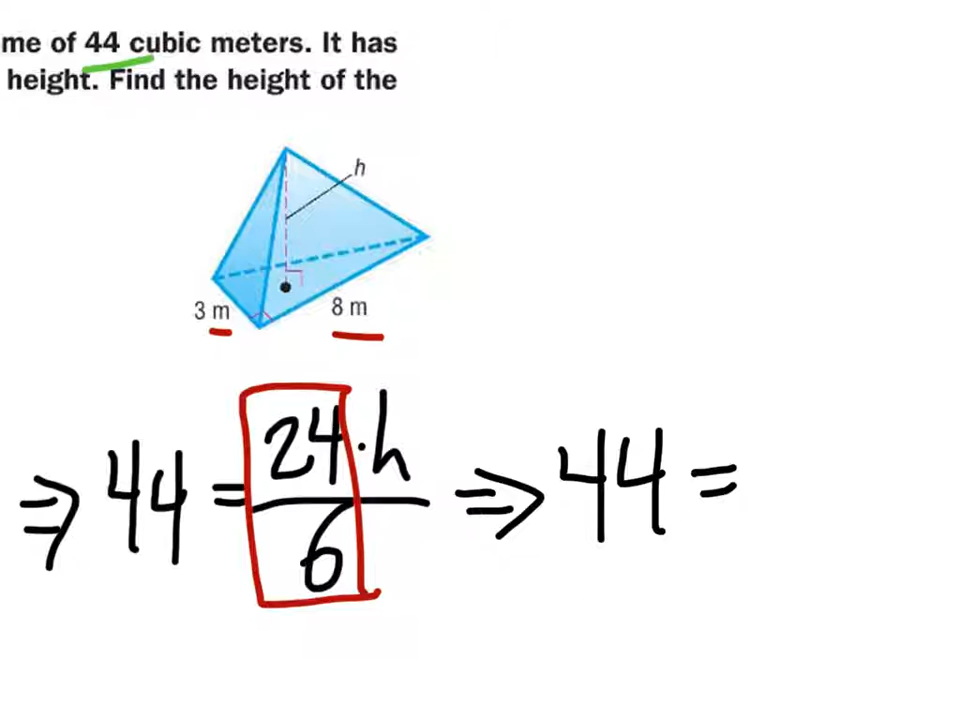 me of 44 cubic meters. It has
height. Find the height of the
h
3 m
8 m
⇒ 44 = 24·h / 6 ⇒ 44 =